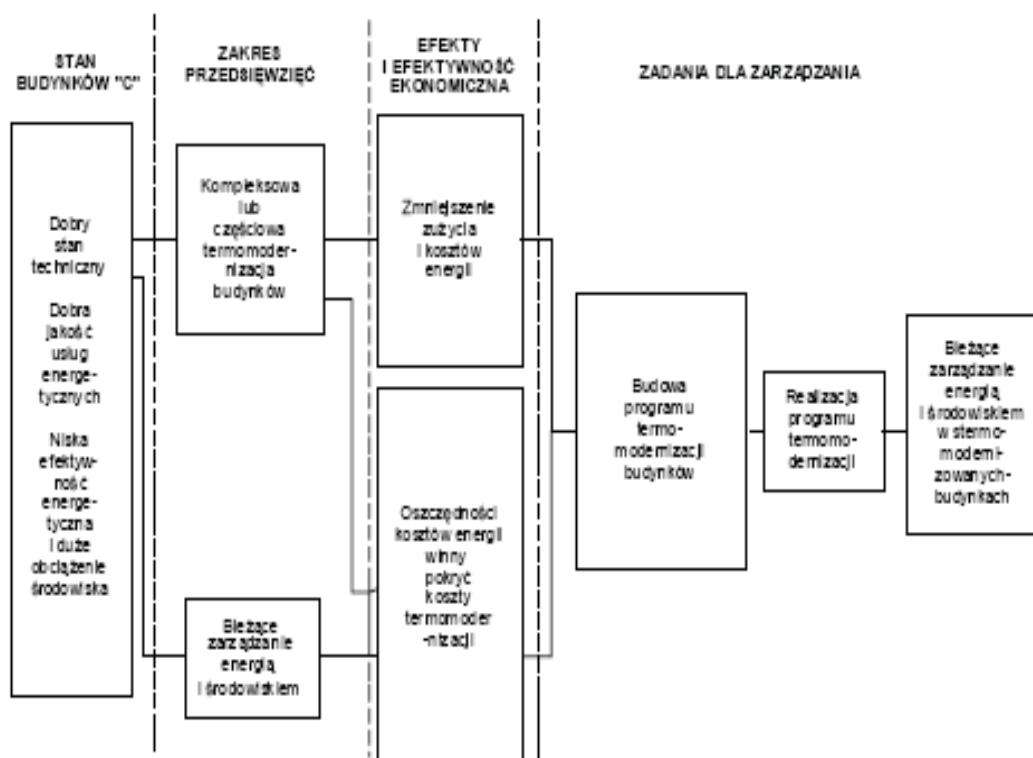 STAN
BUDYNKÓW "C"
ZAKRES
PRZEDSIĘWZIĘĆ
EFEKTY
I EFEKTYWNOŚĆ
EKONOMICZNA
ZADANIA DLA ZARZĄDZANIA
Dobry
stan
techniczny
Dobra
jakość
usług
energe-
tycznych
Niska
efektyw-
ność
energe-
tyczna
i duże
obciążenie
środowiska
Kompleksowa
lub
częściowa
termomoder-
nizacja
budynków
Bieżące
zarządzanie
energią
i środowiskiem
Zmniejszenie
zużycia
i kosztów
energii
Oszczędności
kosztów energii
winny
pokryć
koszty
termomoder
-nizacji
Budowa
programu
termo-
modernizacji
budynków
Realizacja
programu
termomo-
dernizacji
Bieżące
zarządzanie
energią
i środowiskiem
w stermo-
moderni-
zowanych-
budynkach